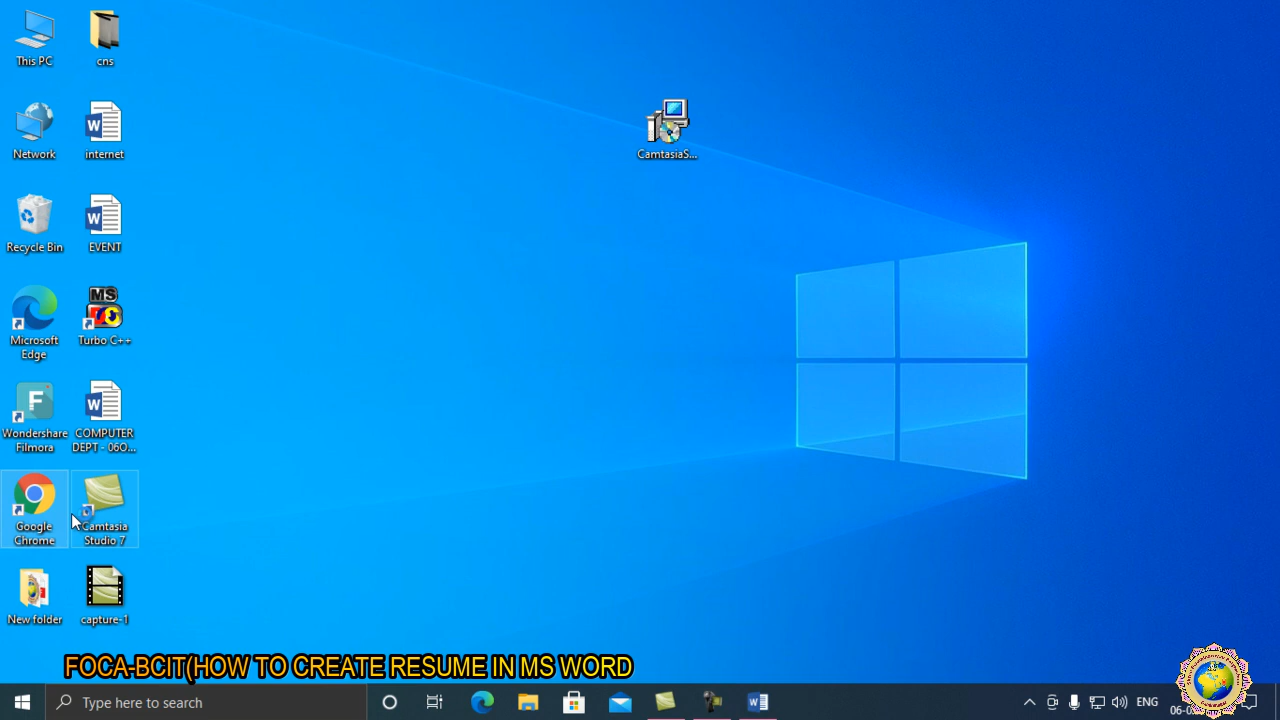 This PC
cns
Network
internet
Recycle Bin
EVENT
Microsoft
Edge
MS
Turbo C++
Wondershare
Filmora
COMPUTER
DEPT - 06O...
Google
Chrome
Camtasia
Studio 7
New folder
capture-1
CamtasiaS...
FOCA-BCIT(HOW TO CREATE RESUME IN MS WORD
Type here to search
ENG
06-0